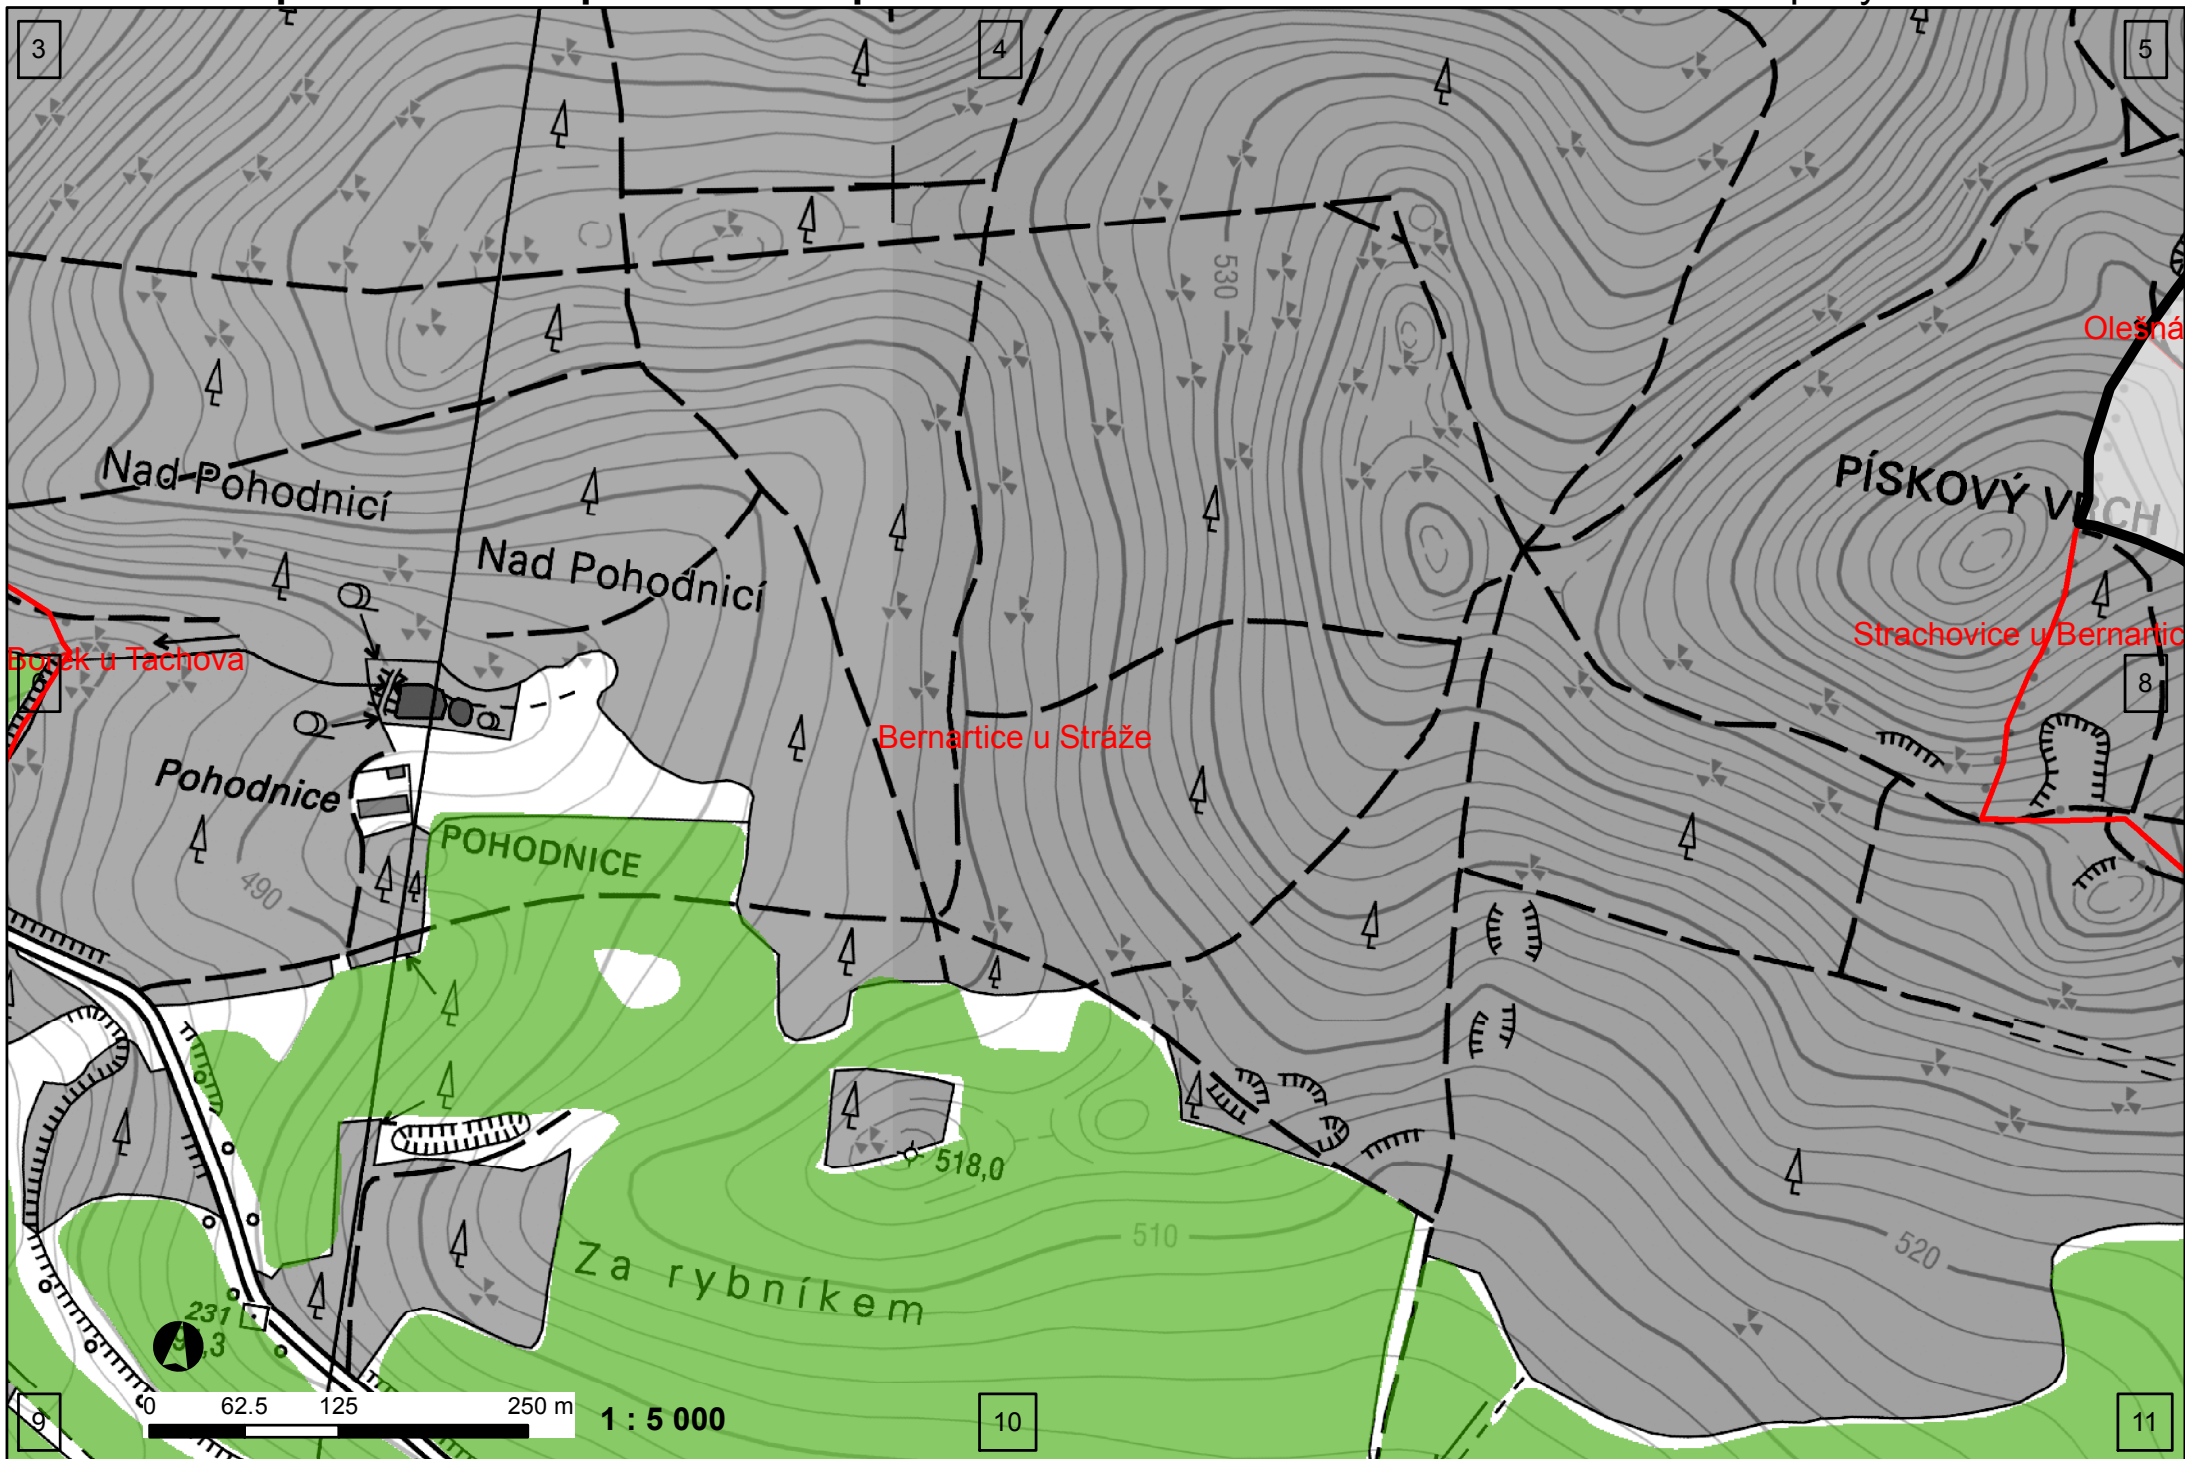 3
4
5
530
Olešná
Nad Pohodnicí
PÍSKOVÝ VRCH
Nad Pohodnicí
Strachovice u Bernartic
Borek u Tachova
8
Bernartice u Stráže
Pohodnice
POHODNICE
490
518,0
510
520
Za rybníkem
231
0 62.5 125 250 m
1 : 5 000
9
10
11